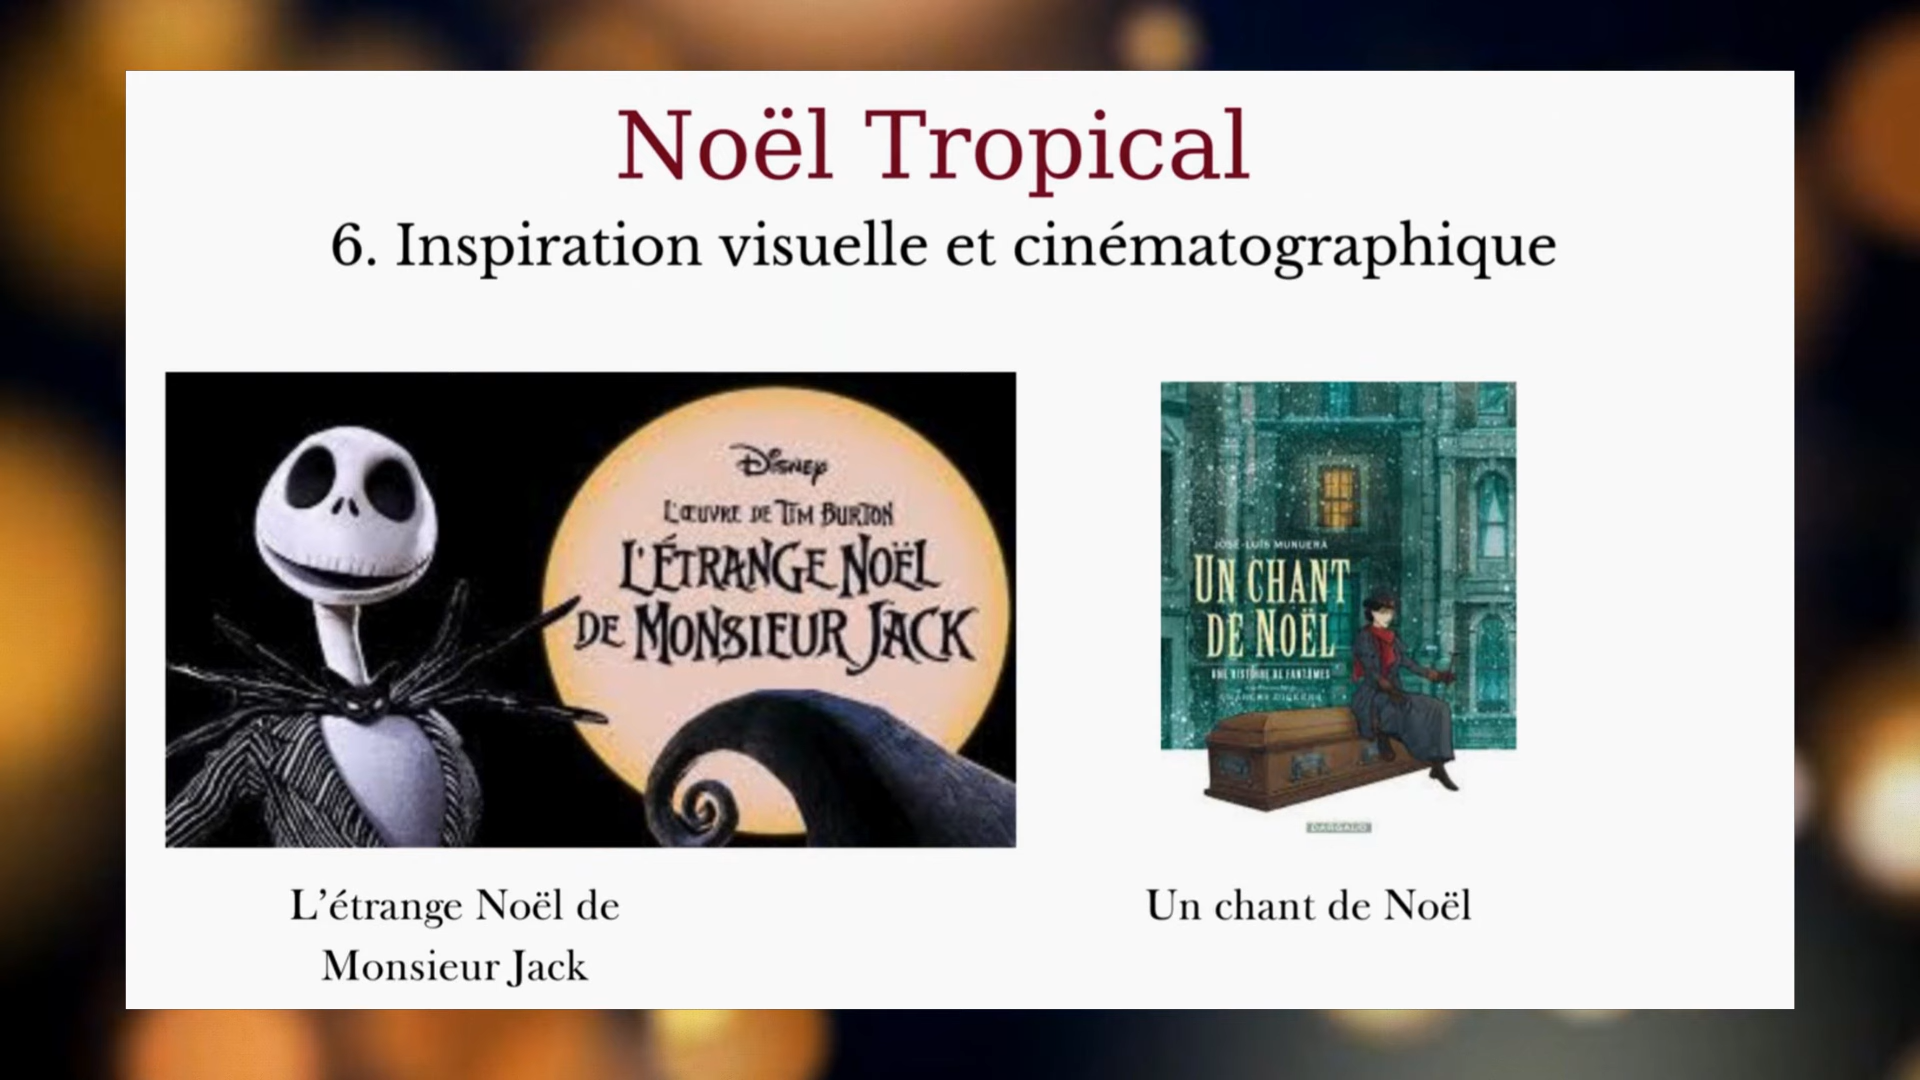 Noël Tropical
6. Inspiration visuelle et cinématographique
Disney
L'ŒUVRE DE TIM BURTON
L'ÉTRANGE NOËL
DE MONSIEUR JACK
JOSÉ-LUIS MUNUERA
UN CHANT
DE NOËL
UNE HISTOIRE DE FANTÔMES
CHARLES DICKENS
DARGAUD
L’étrange Noël de
Monsieur Jack
Un chant de Noël